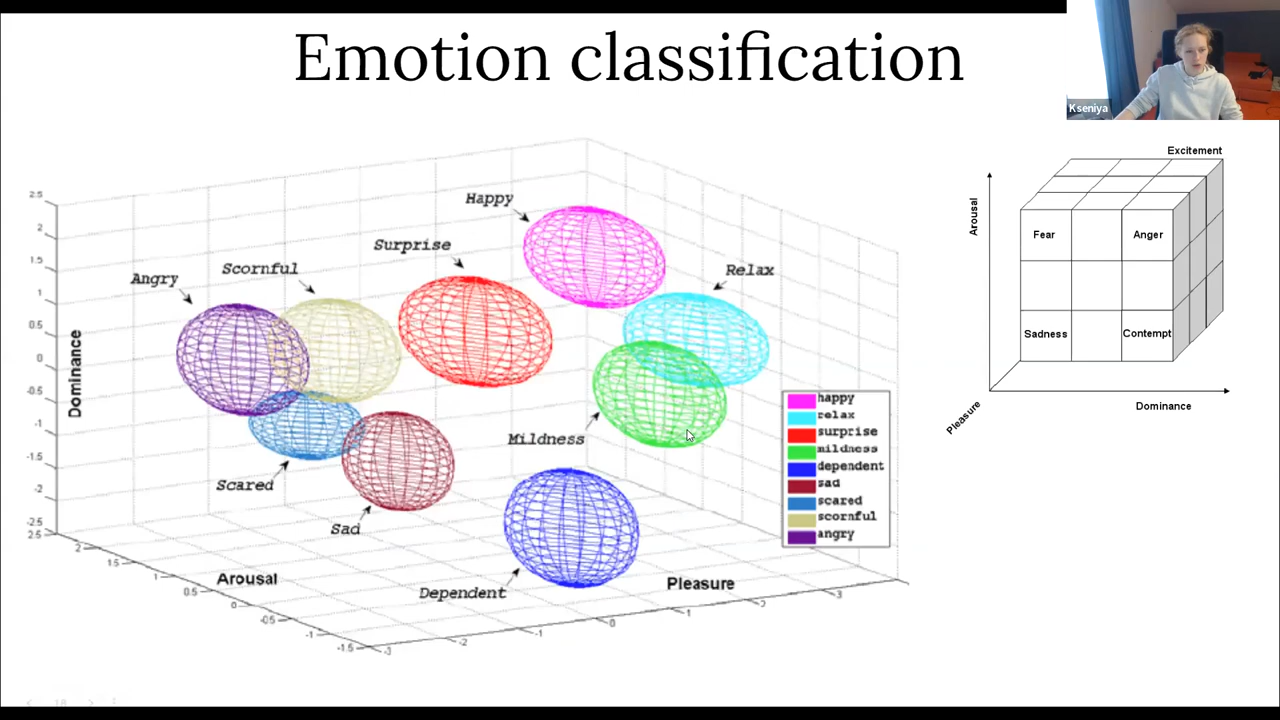 Emotion classification
Kseniya
Happy
Surprise
Scornful
Angry
Relax
Mildness
Scared
Sad
Dependent
Dominance
2.5
2
1.5
1
0.5
0
-0.5
-1
-1.5
-2
-2.5
Arousal
2.5
2
1.5
1
0.5
0
-0.5
-1
-1.5
Pleasure
-3
-2
-1
0
1
2
3
happy
relax
surprise
mildness
dependent
sad
scared
scornful
angry
Excitement
Arousal
Fear
Anger
Sadness
Contempt
Dominance
Pleasure
18